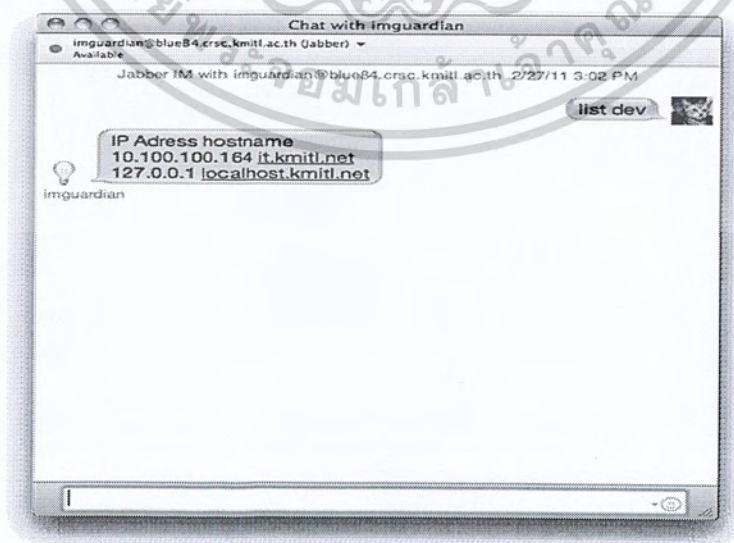 Chat with imguardian
imguardian@blue84.crsc.kmitl.ac.th (Jabber)
Available
Jabber IM with imguardian@blue84.crsc.kmitl.ac.th 2/27/11 3:02 PM
list dev
IP Adress hostname
10.100.100.164 it.kmitl.net
127.0.0.1 localhost.kmitl.net
imguardian